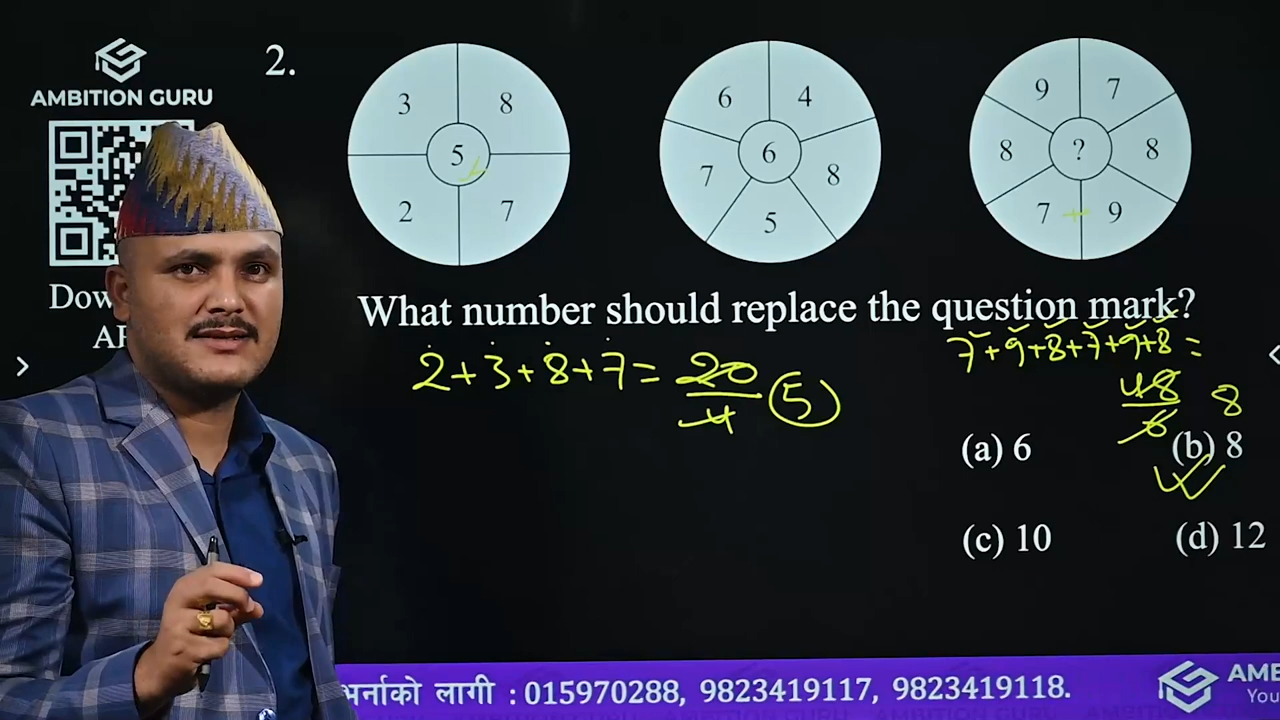 AMBITION GURU
2.
3 8
5
2 7
6 4
7 6 8
5
9 7
8 ? 8
7 + 9
What number should replace the question mark?
2+3+8+7= 20/4 5
7+9+8+7+9+8=
48/6 8
(a) 6 (b) 8
(c) 10 (d) 12
भर्नाको लागी : 015970288, 9823419117, 9823419118.